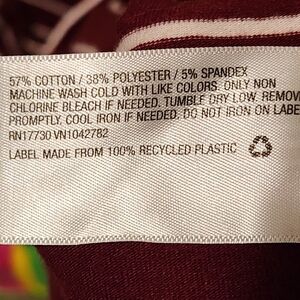 57% COTTON / 38% POLYESTER / 5% SPANDEX
MACHINE WASH COLD WITH LIKE COLORS. ONLY NON
CHLORINE BLEACH IF NEEDED. TUMBLE DRY LOW. REMOV
PROMPTLY. COOL IRON IF NEEDED. DO NOT IRON ON LABE
RN17730 VN1042782
LABEL MADE FROM 100% RECYCLED PLASTIC